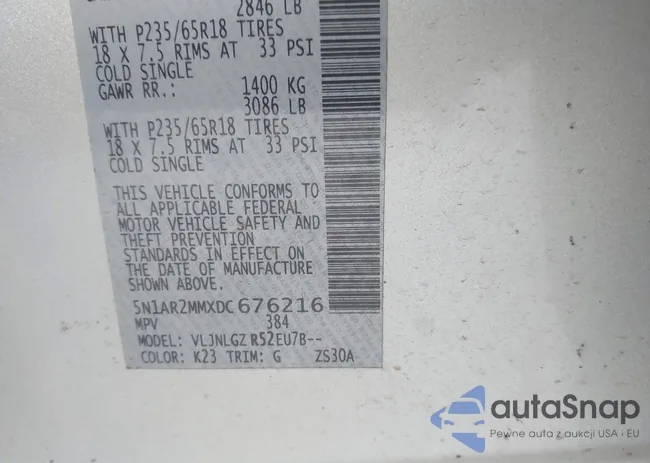 2846 LB
WITH P235/65R18 TIRES
18 X 7.5 RIMS AT 33 PSI
COLD SINGLE
GAWR RR.: 1400 KG
3086 LB
WITH P235/65R18 TIRES
18 X 7.5 RIMS AT 33 PSI
COLD SINGLE
THIS VEHICLE CONFORMS TO
ALL APPLICABLE FEDERAL
MOTOR VEHICLE SAFETY AND
THEFT PREVENTION
STANDARDS IN EFFECT ON
THE DATE OF MANUFACTURE
SHOWN ABOVE.
5N1AR2MMXDC676216
MPV 384
MODEL: VLJNLGZ R52EU7B--
COLOR: K23 TRIM: G ZS30A
autaSnap
Pewne auta z aukcji USA i EU